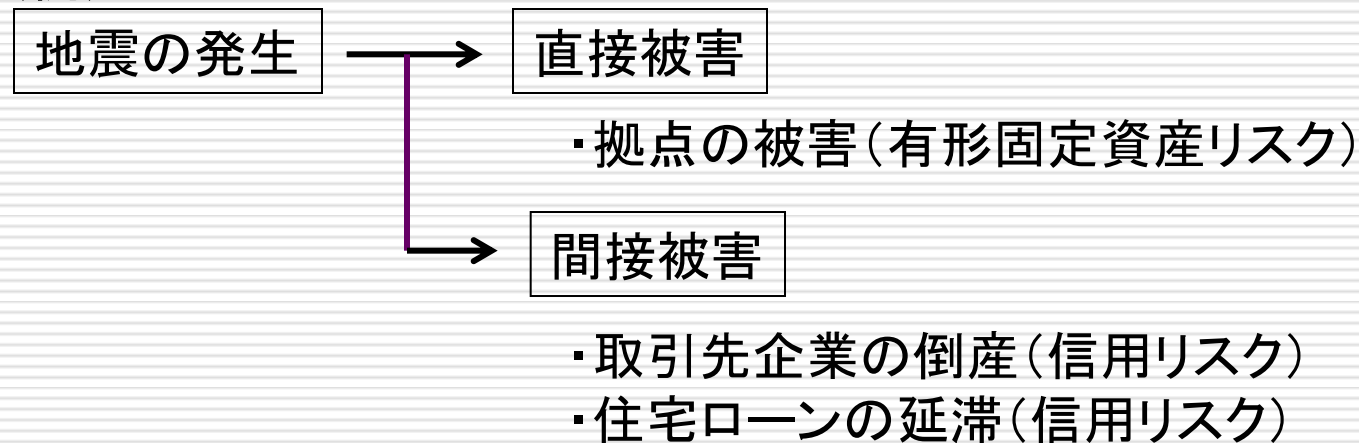 地震の発生
直接被害
・拠点の被害(有形固定資産リスク)
間接被害
・取引先企業の倒産(信用リスク)
・住宅ローンの延滞(信用リスク)